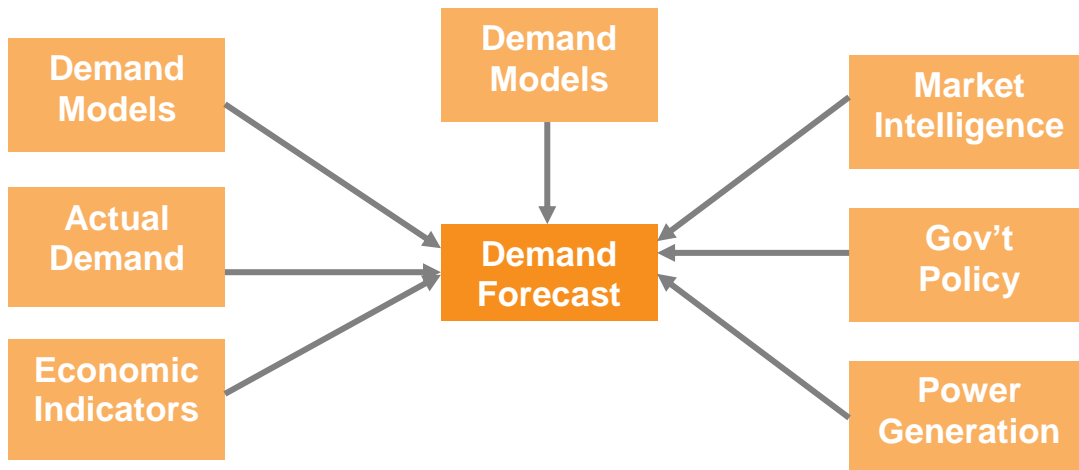 Demand
Models
Demand
Models
Market
Intelligence
Actual
Demand
Gov’t
Policy
Demand
Forecast
Economic
Indicators
Power
Generation